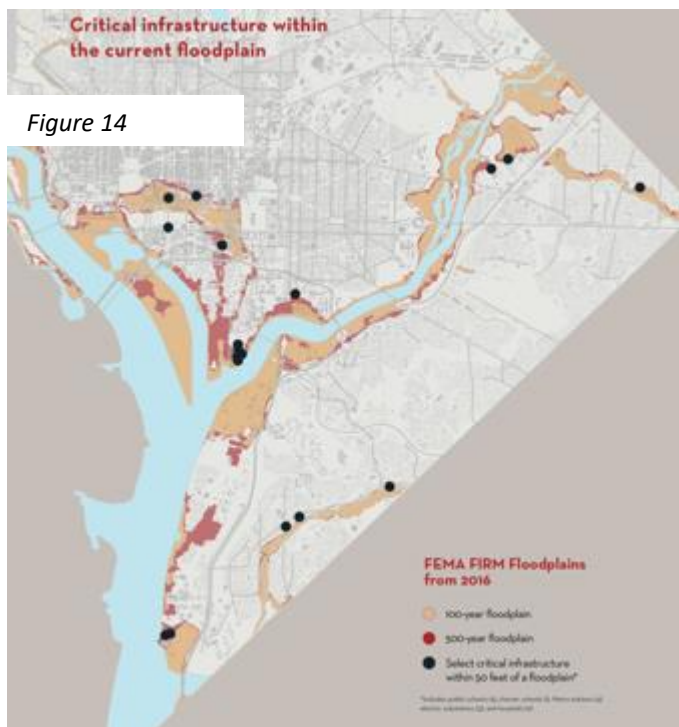 Critical infrastructure within
the current floodplain
Figure 14
FEMA FIRM Floodplains
from 2016
100-year floodplain
500-year floodplain
Select critical infrastructure
within 50 feet of a floodplain*